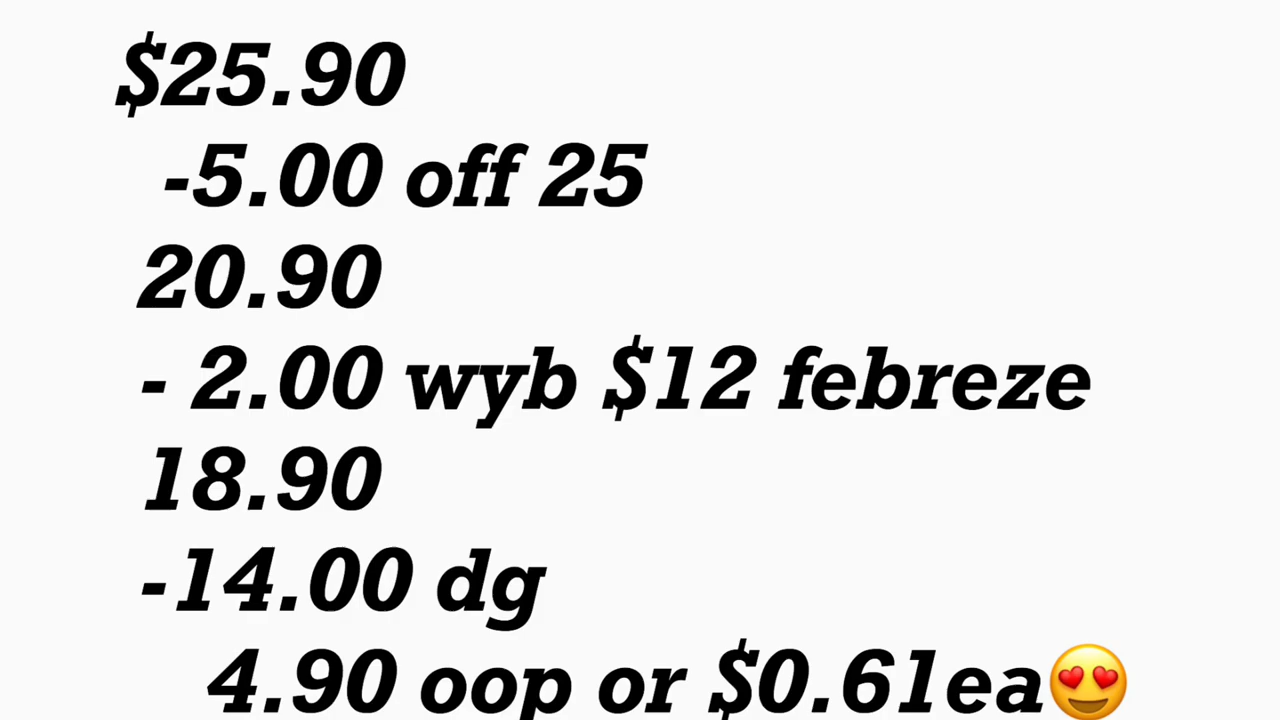 $25.90
-5.00 off 25
20.90
- 2.00 wyb $12 febreze
18.90
-14.00 dg
4.90 oop or $0.61ea😍